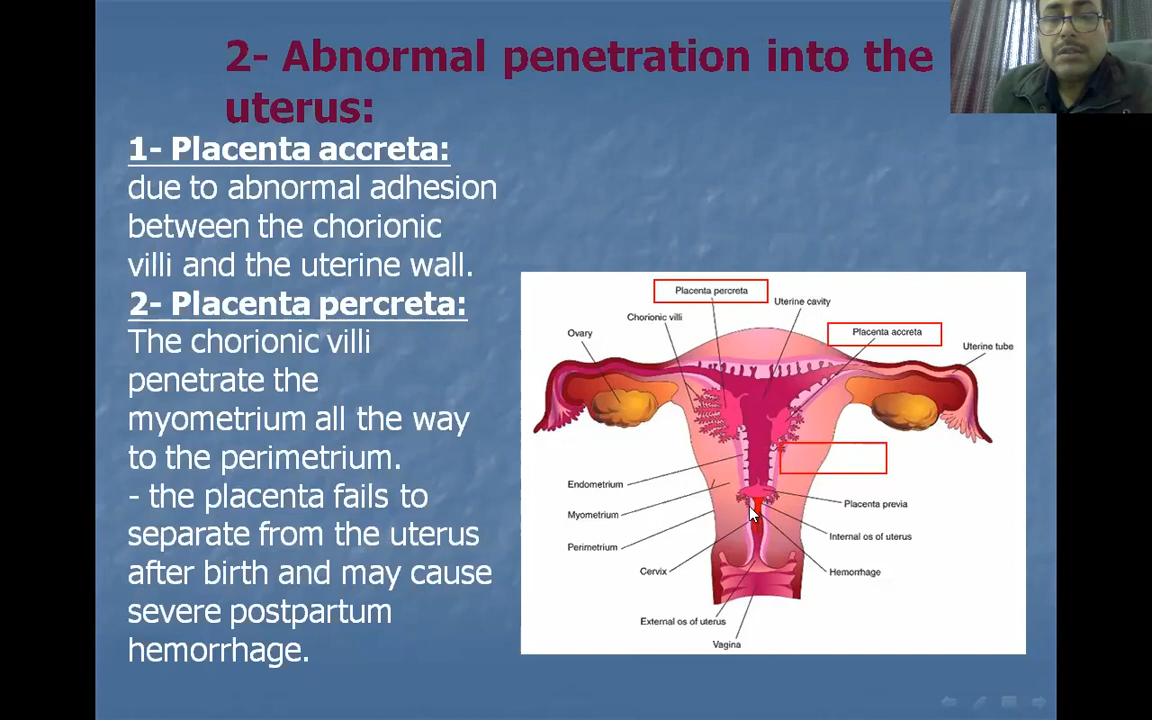 2- Abnormal penetration into the
uterus:
1- Placenta accreta:
due to abnormal adhesion
between the chorionic
villi and the uterine wall.
2- Placenta percreta:
The chorionic villi
penetrate the
myometrium all the way
to the perimetrium.
- the placenta fails to
separate from the uterus
after birth and may cause
severe postpartum
hemorrhage.
Placenta percreta
Uterine cavity
Chorionic villi
Placenta accreta
Ovary
Uterine tube
Endometrium
Placenta previa
Myometrium
Internal os of uterus
Perimetrium
Cervix
Hemorrhage
External os of uterus
Vagina